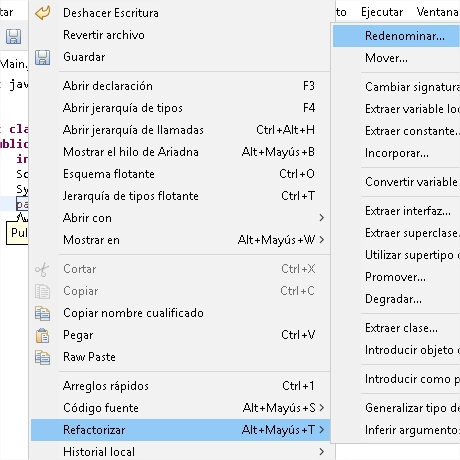 Deshacer Escritura
Revertir archivo
Guardar
Abrir declaración F3
Abrir jerarquía de tipos F4
Abrir jerarquía de llamadas Ctrl+Alt+H
Mostrar el hilo de Ariadna Alt+Mayús+B
Esquema flotante Ctrl+O
Jerarquía de tipos flotante Ctrl+T
Abrir con
Mostrar en Alt+Mayús+W
Cortar Ctrl+X
Copiar Ctrl+C
Copiar nombre cualificado
Pegar Ctrl+V
Raw Paste
Arreglos rápidos Ctrl+1
Código fuente Alt+Mayús+S
Refactorizar Alt+Mayús+T
Historial local
Ejecutar Ventana
Redenominar...
Mover...
Cambiar signatura
Extraer variable loc
Extraer constante...
Incorporar...
Convertir variable
Extraer interfaz...
Extraer superclase.
Utilizar supertipo d
Promover...
Degradar...
Extraer clase...
Introducir objeto d
Introducir como p
Generalizar tipo de
Inferir argumento
Main.
jav
cla
public
in
Sc
Sy
pa
Pul